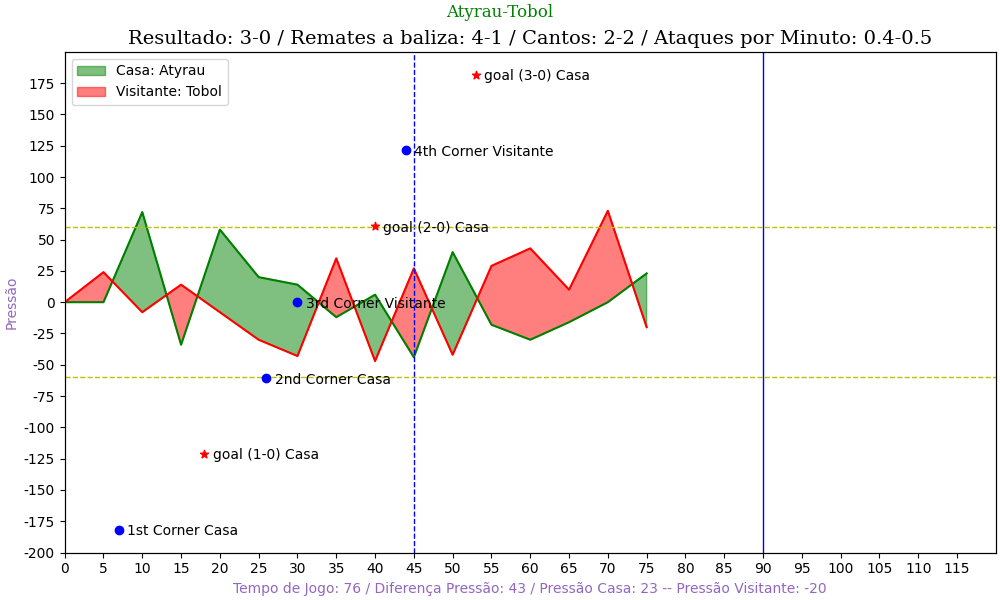 Atyrau-Tobol
Resultado: 3-0 / Remates a baliza: 4-1 / Cantos: 2-2 / Ataques por Minuto: 0.4-0.5
Casa: Atyrau
Visitante: Tobol
goal (3-0) Casa
4th Corner Visitante
goal (2-0) Casa
3rd Corner Visitante
2nd Corner Casa
goal (1-0) Casa
1st Corner Casa
Pressão
175
150
125
100
75
50
25
0
-25
-50
-75
-100
-125
-150
-175
-200
0 5 10 15 20 25 30 35 40 45 50 55 60 65 70 75 80 85 90 95 100 105 110 115
Tempo de Jogo: 76 / Diferença Pressão: 43 / Pressão Casa: 23 -- Pressão Visitante: -20